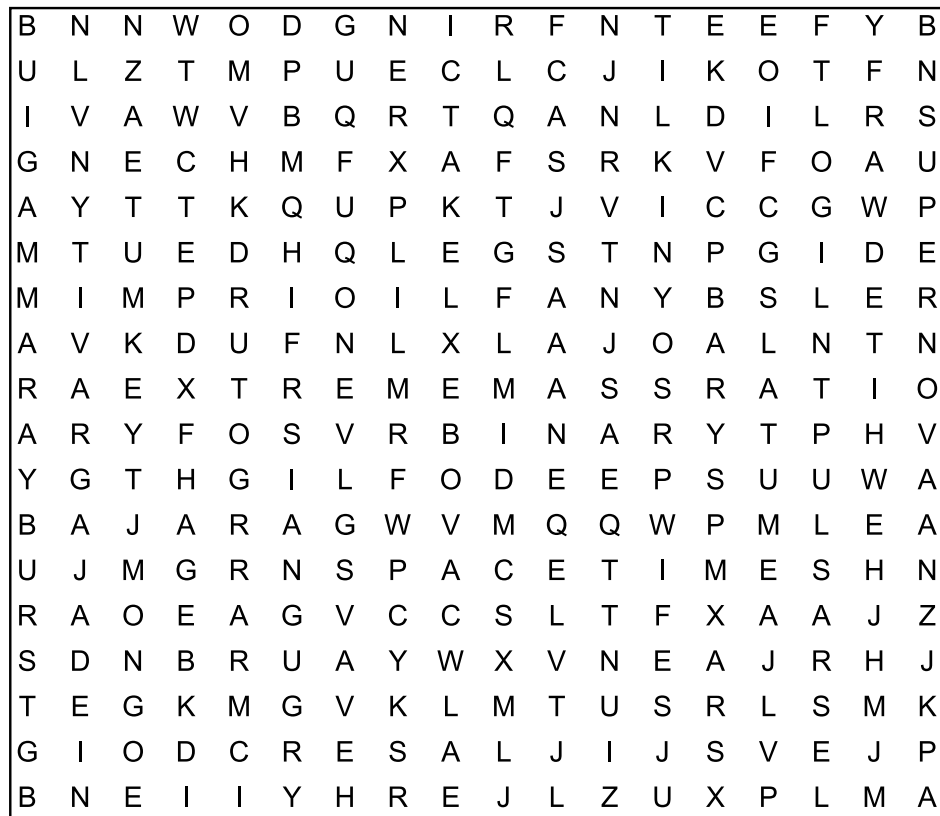 B N N W O D G N I R F N T E E F Y B
U L Z T M P U E C L C J I K O T F N
I V A W V B Q R T Q A N L D I L R S
G N E C H M F X A F S R K V F O A U
A Y T T K Q U P K T J V I C C G W P
M T U E D H Q L E G S T N P G I D E
M I M P R I O I L F A N Y B S L E R
A V K D U F N L X L A J O A L N T N
R A E X T R E M E M A S S R A T I O
A R Y F O S V R B I N A R Y T P H V
Y G T H G I L F O D E E P S U U W A
B A J A R A G W V M Q Q W P M L E A
U J M G R N S P A C E T I M E S H N
R A O E A G V C C S L T F X A A J Z
S D N B R U A Y W X V N E A J R H J
T E G K M G V K L M T U S R L S M K
G I O D C R E S A L J I J S V E J P
B N E I I Y H R E J L Z U X P L M A